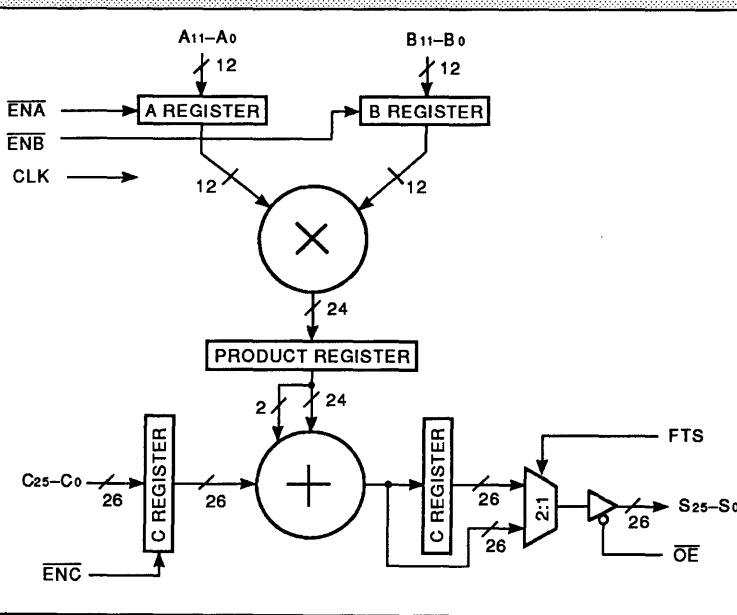 A11–A0 B11–B0
12 12
ENA A REGISTER B REGISTER
ENB
CLK
12 12
×
24
PRODUCT REGISTER
2 24
C REGISTER C REGISTER FTS
C25–C0 26 26 + 26 2:1 S25–S0
26 26
ENC OE